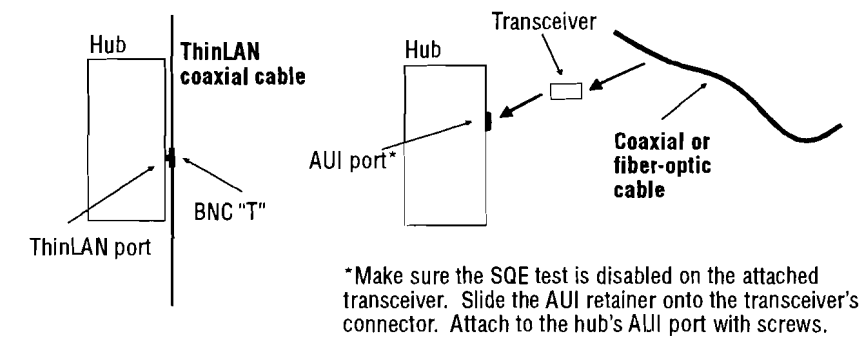 Hub
ThinLAN
coaxial cable
BNC "T"
ThinLAN port
Transceiver
Hub
AUI port*
Coaxial or
fiber-optic
cable
*Make sure the SQE test is disabled on the attached
transceiver. Slide the AUI retainer onto the transceiver's
connector. Attach to the hub's AUI port with screws.